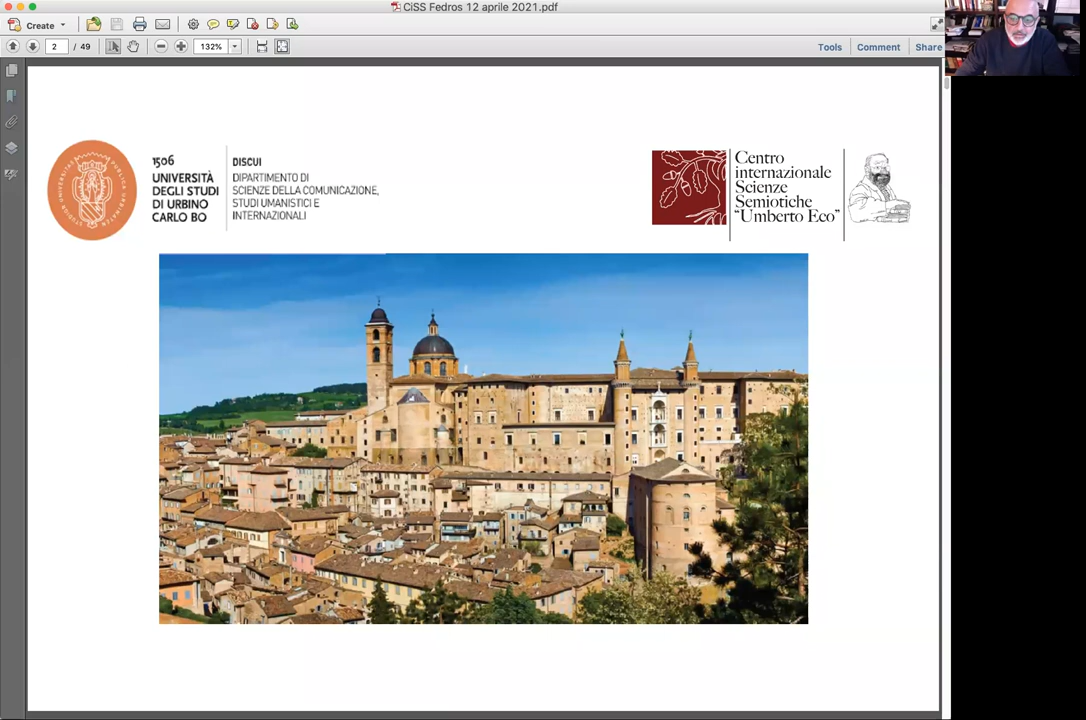 CiSS Fedros 12 aprile 2021.pdf
Create
2 / 49
132%
Tools
Comment
Share
1506
UNIVERSITÀ
DEGLI STUDI
DI URBINO
CARLO BO
DISCUI
DIPARTIMENTO DI
SCIENZE DELLA COMUNICAZIONE,
STUDI UMANISTICI E
INTERNAZIONALI
Centro
internazionale
Scienze
Semiotiche
“Umberto Eco”